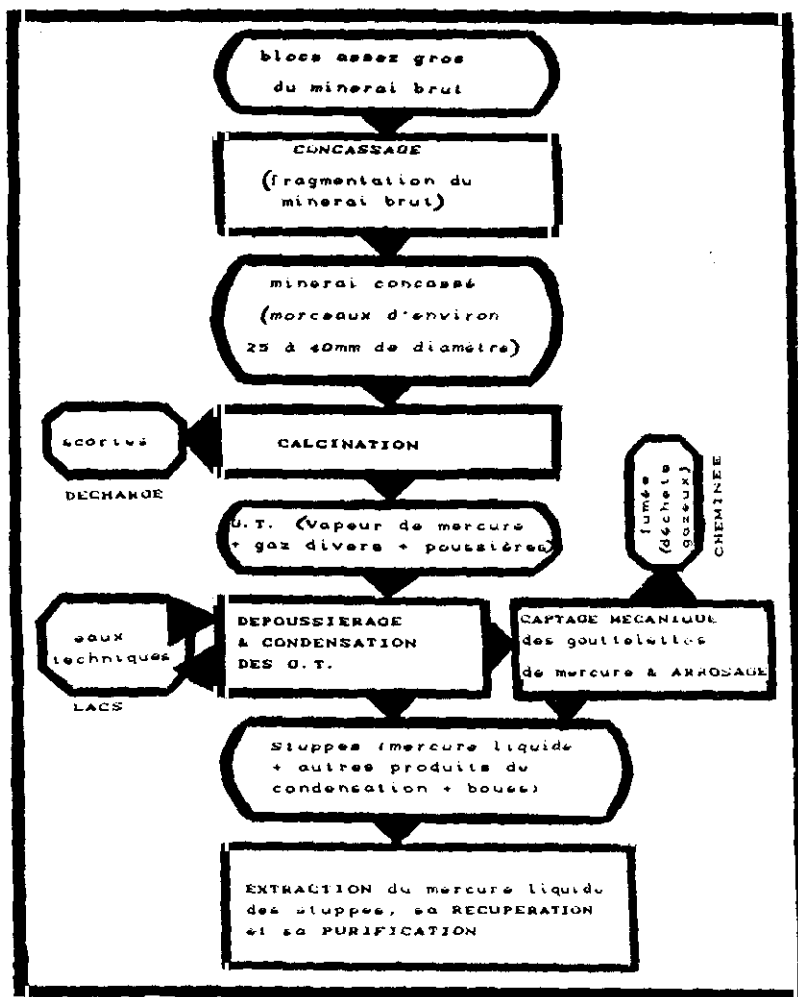 blocs assez gros
du minerai brut
CONCASSAGE
(fragmentation du
minerai brut)
minerai concassé
(morceaux d'environ
25 à 40mm de diamètre)
scories
CALCINATION
DECHARGE
G.T. (Vapeur de mercure
+ gaz divers + poussières)
fumée
(déchets
gazeux)
CHEMINEE
eaux
techniques
LACS
DEPOUSSIERAGE
& CONDENSATION
DES G.T.
CAPTAGE MECANIQUE
des gouttelettes
de mercure & ARROSAGE
Stuppes (mercure liquide
+ autres produits de
condensation + boues)
EXTRACTION du mercure liquide
des stuppes, sa RECUPERATION
et sa PURIFICATION